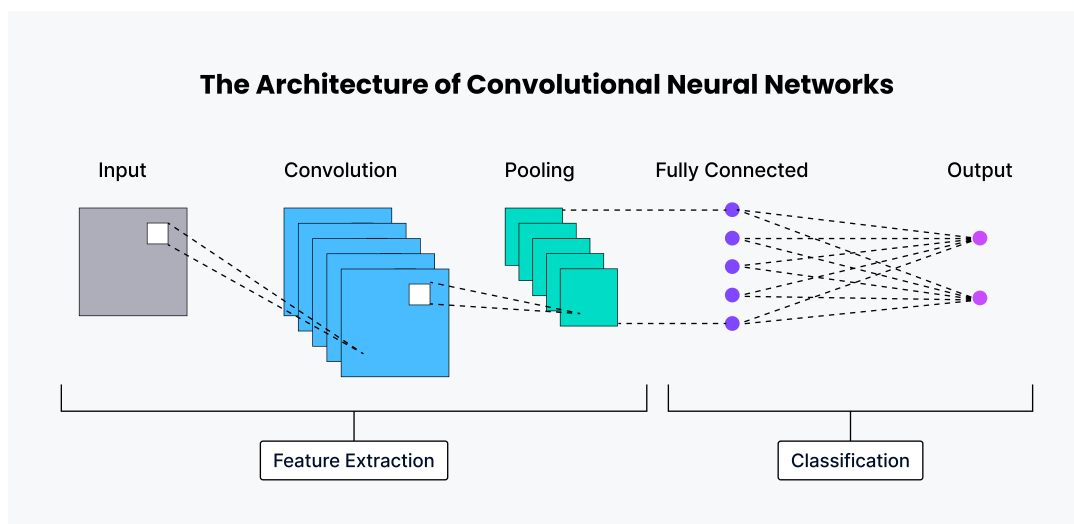 The Architecture of Convolutional Neural Networks
Input
Convolution
Pooling
Fully Connected
Output
Feature Extraction
Classification